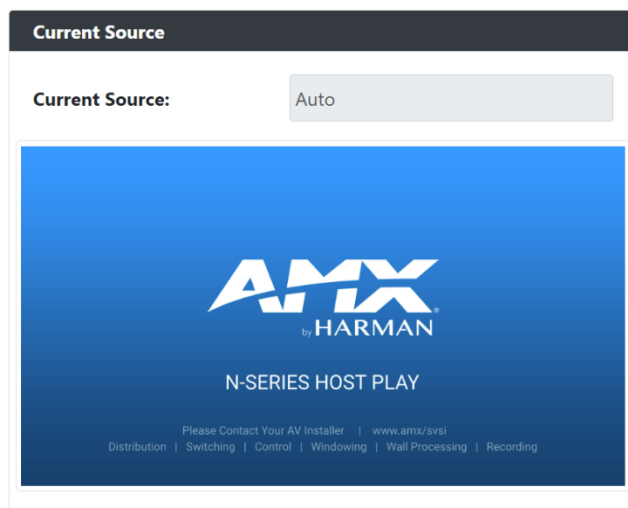 Current Source
Current Source: Auto
AMX®
by HARMAN
N-SERIES HOST PLAY
Please Contact Your AV Installer | www.amx/svsi
Distribution | Switching | Control | Windowing | Wall Processing | Recording